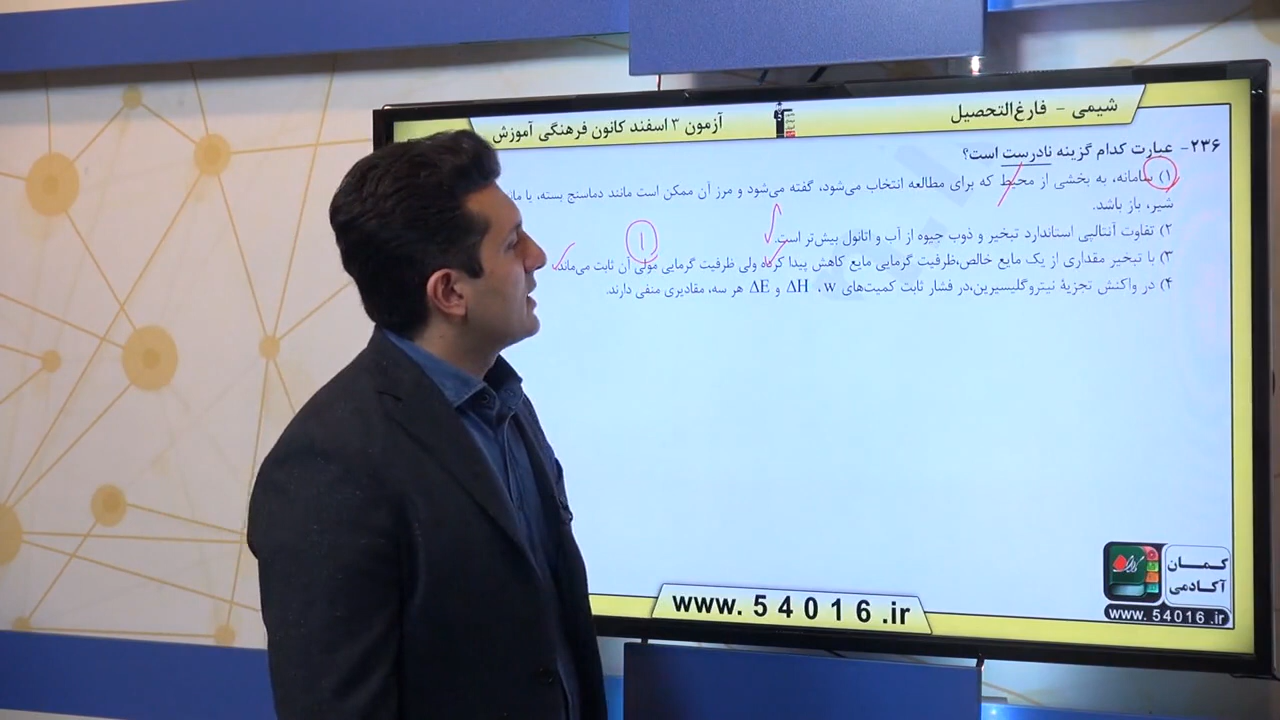 شیمی - فارغ‌التحصیل
آزمون ۳ اسفند کانون فرهنگی آموزش
۲۳۶- عبارت کدام گزینه نادرست است؟
۱) سامانه، به بخشی از محیط که برای مطالعه انتخاب می‌شود، گفته می‌شود و مرز آن ممکن است مانند دماسنج بسته، یا
شیر، باز باشد.
۲) تفاوت آنتالپی استاندارد تبخیر و ذوب جیوه از آب و اتانول بیش‌تر است.
۳) با تبخیر مقداری از یک مایع خالص،ظرفیت گرمایی مایع کاهش پیدا کرده ولی ظرفیت گرمایی مولی آن ثابت می‌ماند.
۴) در واکنش تجزیۀ نیتروگلیسیرین،در فشار ثابت کمیت‌های w، ΔH و ΔE هر سه، مقادیری منفی دارند.
۱
کمان
آکادمی
www. 54016 .ir
www. 54016 .ir